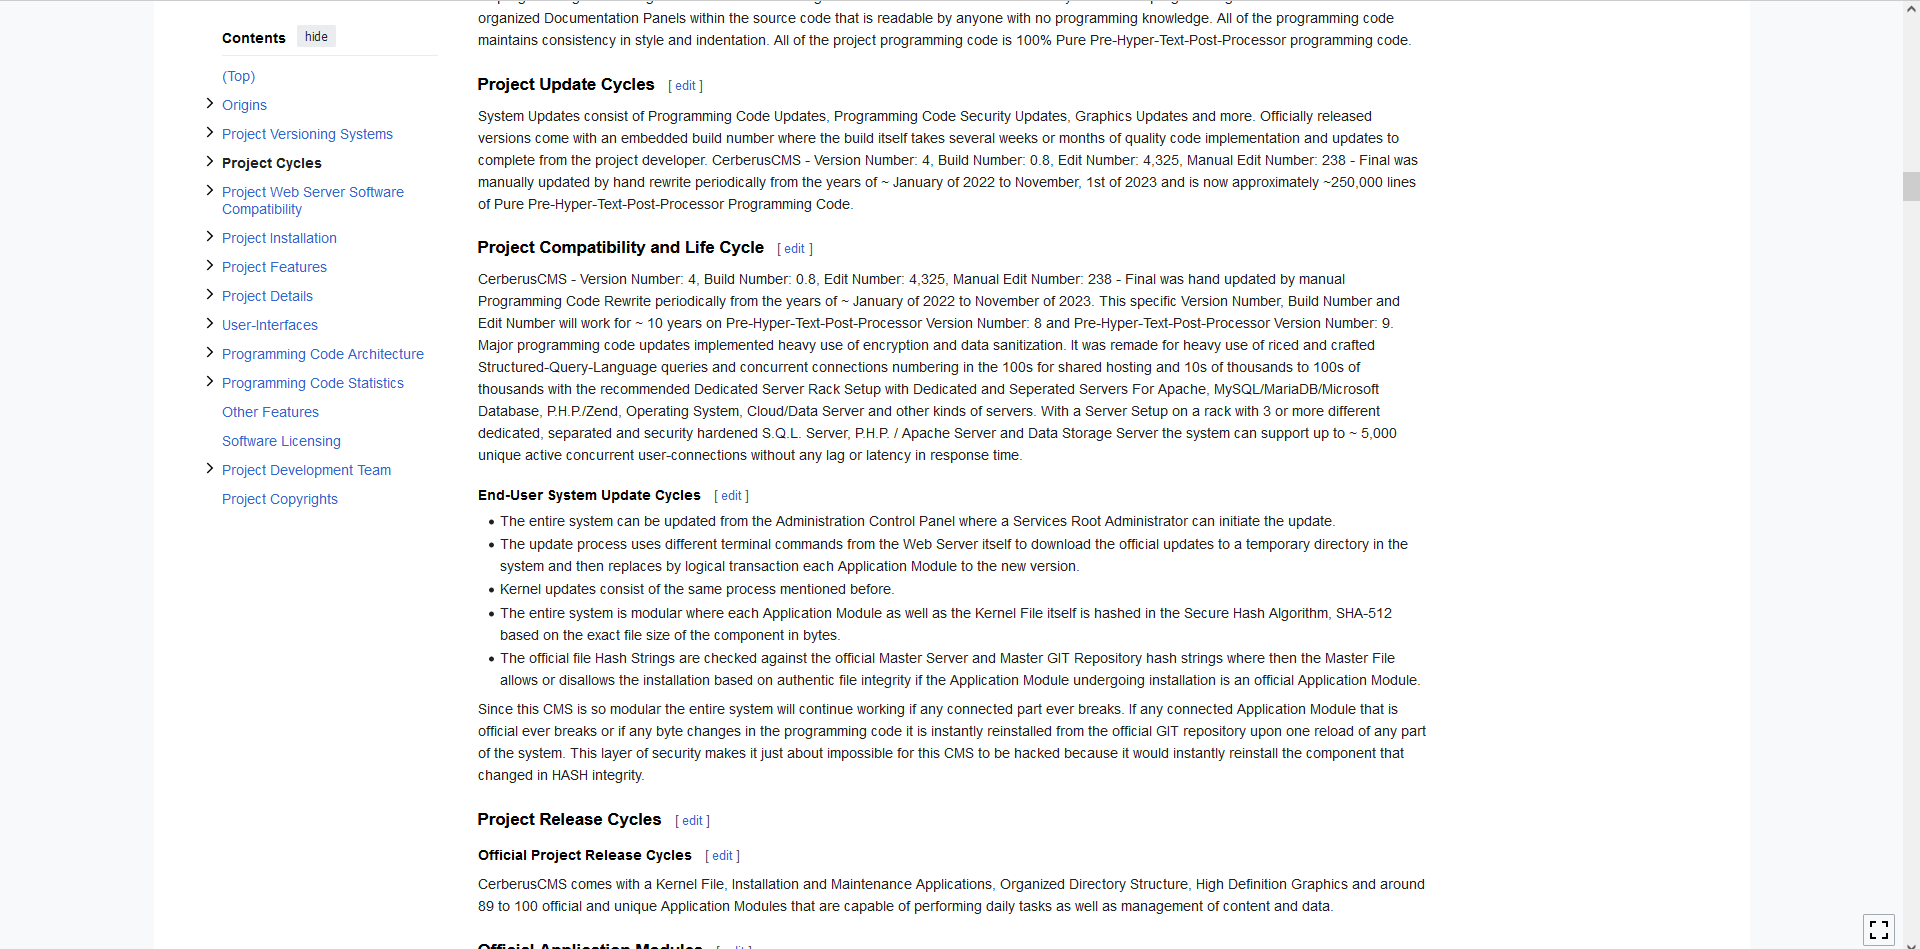 Contents hide
(Top)
Origins
Project Versioning Systems
Project Cycles
Project Web Server Software
Compatibility
Project Installation
Project Features
Project Details
User-Interfaces
Programming Code Architecture
Programming Code Statistics
Other Features
Software Licensing
Project Development Team
Project Copyrights
organized Documentation Panels within the source code that is readable by anyone with no programming knowledge. All of the programming code
maintains consistency in style and indentation. All of the project programming code is 100% Pure Pre-Hyper-Text-Post-Processor programming code.
Project Update Cycles [ edit ]
System Updates consist of Programming Code Updates, Programming Code Security Updates, Graphics Updates and more. Officially released
versions come with an embedded build number where the build itself takes several weeks or months of quality code implementation and updates to
complete from the project developer. CerberusCMS - Version Number: 4, Build Number: 0.8, Edit Number: 4,325, Manual Edit Number: 238 - Final was
manually updated by hand rewrite periodically from the years of ~ January of 2022 to November, 1st of 2023 and is now approximately ~250,000 lines
of Pure Pre-Hyper-Text-Post-Processor Programming Code.
Project Compatibility and Life Cycle [ edit ]
CerberusCMS - Version Number: 4, Build Number: 0.8, Edit Number: 4,325, Manual Edit Number: 238 - Final was hand updated by manual
Programming Code Rewrite periodically from the years of ~ January of 2022 to November of 2023. This specific Version Number, Build Number and
Edit Number will work for ~ 10 years on Pre-Hyper-Text-Post-Processor Version Number: 8 and Pre-Hyper-Text-Post-Processor Version Number: 9.
Major programming code updates implemented heavy use of encryption and data sanitization. It was remade for heavy use of riced and crafted
Structured-Query-Language queries and concurrent connections numbering in the 100s for shared hosting and 10s of thousands to 100s of
thousands with the recommended Dedicated Server Rack Setup with Dedicated and Seperated Servers For Apache, MySQL/MariaDB/Microsoft
Database, P.H.P./Zend, Operating System, Cloud/Data Server and other kinds of servers. With a Server Setup on a rack with 3 or more different
dedicated, separated and security hardened S.Q.L. Server, P.H.P. / Apache Server and Data Storage Server the system can support up to ~ 5,000
unique active concurrent user-connections without any lag or latency in response time.
End-User System Update Cycles [ edit ]
• The entire system can be updated from the Administration Control Panel where a Services Root Administrator can initiate the update.
• The update process uses different terminal commands from the Web Server itself to download the official updates to a temporary directory in the
system and then replaces by logical transaction each Application Module to the new version.
• Kernel updates consist of the same process mentioned before.
• The entire system is modular where each Application Module as well as the Kernel File itself is hashed in the Secure Hash Algorithm, SHA-512
based on the exact file size of the component in bytes.
• The official file Hash Strings are checked against the official Master Server and Master GIT Repository hash strings where then the Master File
allows or disallows the installation based on authentic file integrity if the Application Module undergoing installation is an official Application Module.
Since this CMS is so modular the entire system will continue working if any connected part ever breaks. If any connected Application Module that is
official ever breaks or if any byte changes in the programming code it is instantly reinstalled from the official GIT repository upon one reload of any part
of the system. This layer of security makes it just about impossible for this CMS to be hacked because it would instantly reinstall the component that
changed in HASH integrity.
Project Release Cycles [ edit ]
Official Project Release Cycles [ edit ]
CerberusCMS comes with a Kernel File, Installation and Maintenance Applications, Organized Directory Structure, High Definition Graphics and around
89 to 100 official and unique Application Modules that are capable of performing daily tasks as well as management of content and data.
Official Application Modules [ edit ]